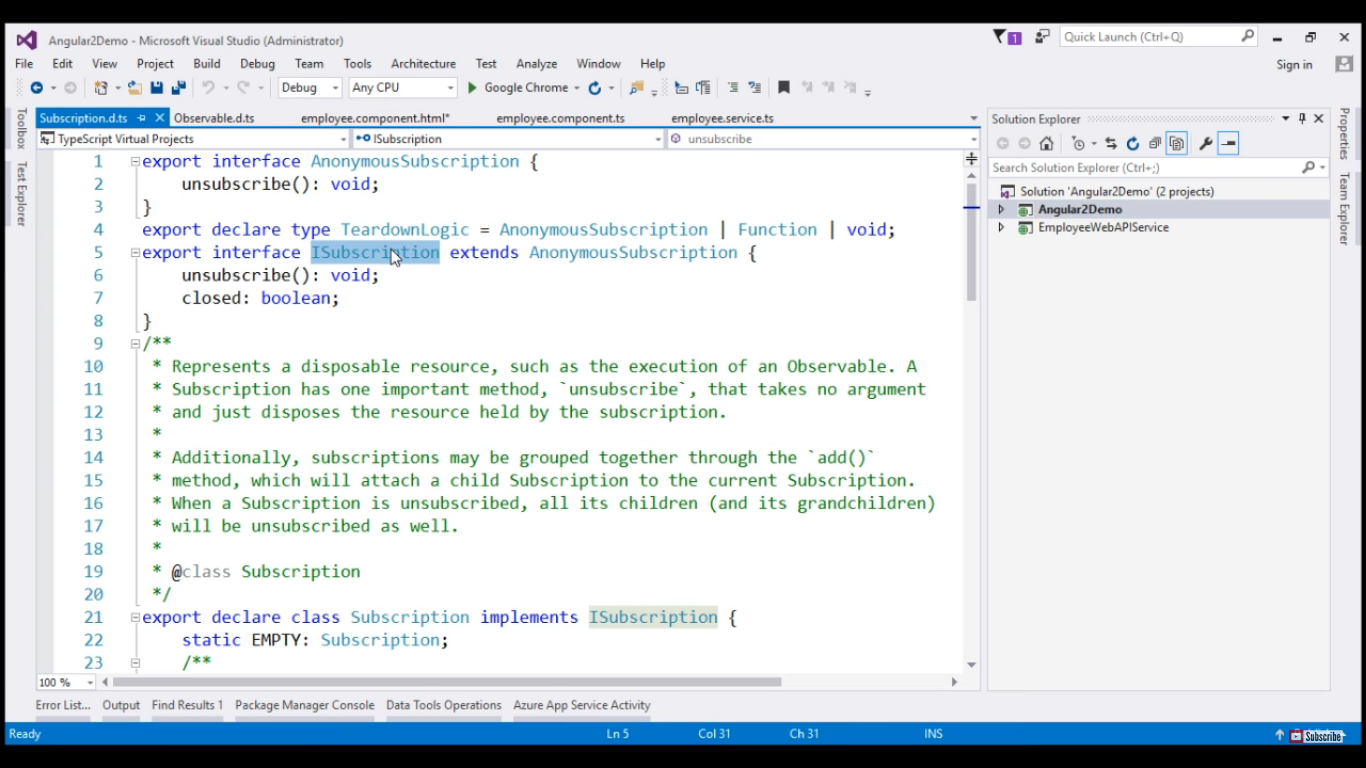 Angular2Demo - Microsoft Visual Studio (Administrator)
1
Quick Launch (Ctrl+Q)
File Edit View Project Build Debug Team Tools Architecture Test Analyze Window Help
Sign in
Debug Any CPU Google Chrome
Toolbox
Test Explorer
Subscription.d.ts Observable.d.ts employee.component.html* employee.component.ts employee.service.ts
TypeScript Virtual Projects ISubscription unsubscribe
1 export interface AnonymousSubscription {
2 unsubscribe(): void;
3 }
4 export declare type TeardownLogic = AnonymousSubscription | Function | void;
5 export interface ISubscription extends AnonymousSubscription {
6 unsubscribe(): void;
7 closed: boolean;
8 }
9 /**
10 * Represents a disposable resource, such as the execution of an Observable. A
11 * Subscription has one important method, `unsubscribe`, that takes no argument
12 * and just disposes the resource held by the subscription.
13 *
14 * Additionally, subscriptions may be grouped together through the `add()`
15 * method, which will attach a child Subscription to the current Subscription.
16 * When a Subscription is unsubscribed, all its children (and its grandchildren)
17 * will be unsubscribed as well.
18 *
19 * @class Subscription
20 */
21 export declare class Subscription implements ISubscription {
22 static EMPTY: Subscription;
23 /**
100 %
Solution Explorer
Search Solution Explorer (Ctrl+;)
Solution 'Angular2Demo' (2 projects)
Angular2Demo
EmployeeWebAPIService
Properties
Team Explorer
Error List... Output Find Results 1 Package Manager Console Data Tools Operations Azure App Service Activity
Ready Ln 5 Col 31 Ch 31 INS
Subscribe